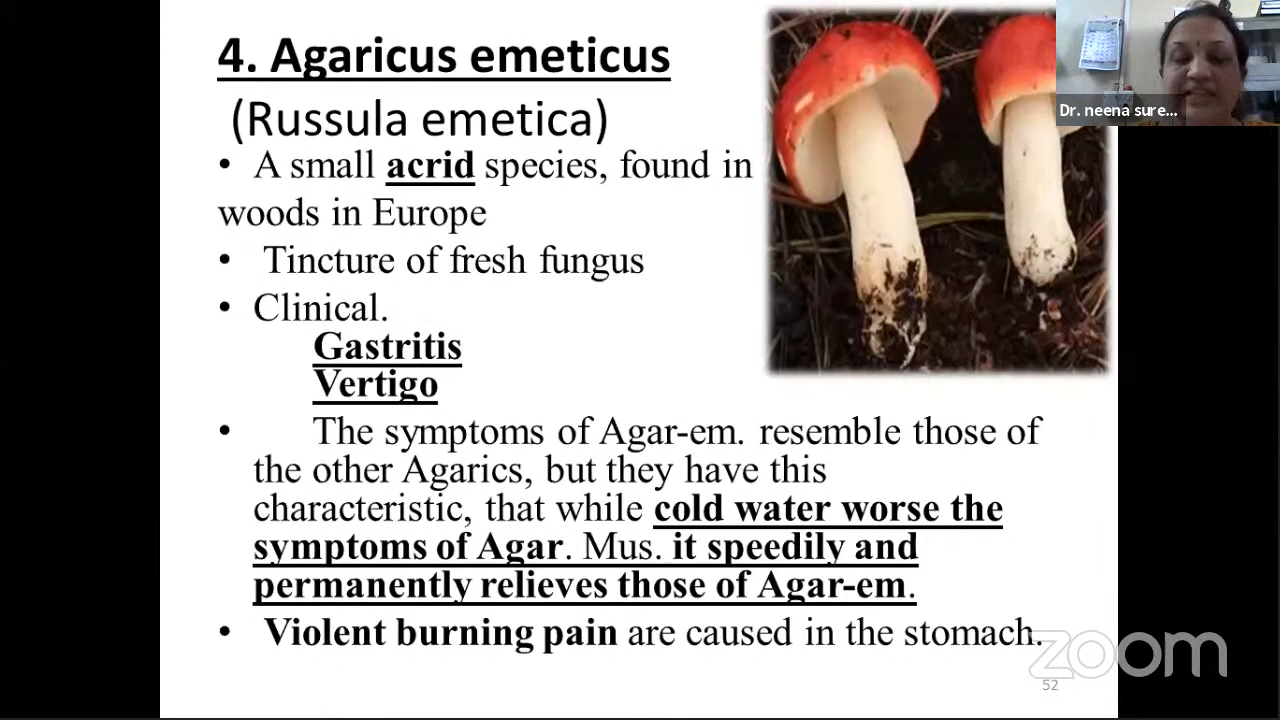 4. Agaricus emeticus
(Russula emetica)
• A small acrid species, found in
woods in Europe
• Tincture of fresh fungus
• Clinical.
Gastritis
Vertigo
• The symptoms of Agar-em. resemble those of
the other Agarics, but they have this
characteristic, that while cold water worse the
symptoms of Agar. Mus. it speedily and
permanently relieves those of Agar-em.
• Violent burning pain are caused in the stomach.
52
Dr. neena sure...
zoom